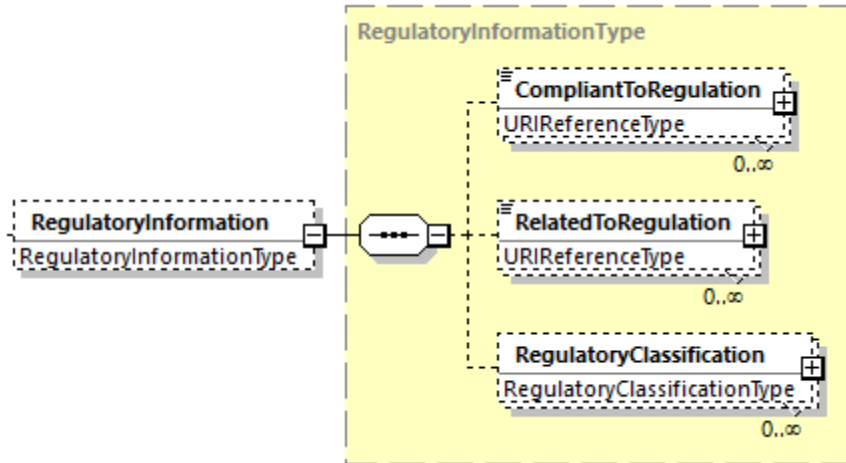 RegulatoryInformationType
CompliantToRegulation
URIReferenceType
0..∞
RegulatoryInformation
RegulatoryInformationType
RelatedToRegulation
URIReferenceType
0..∞
RegulatoryClassification
RegulatoryClassificationType
0..∞